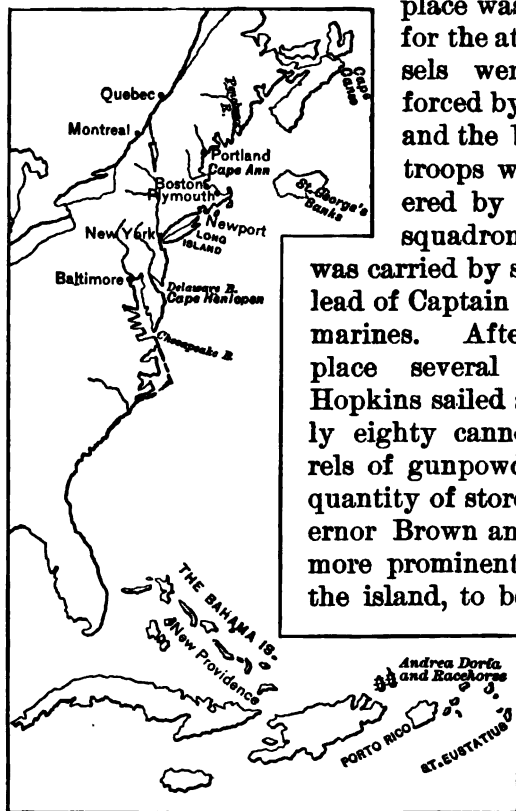 Quebec
Montreal
Cape
Portland
Cape Ann
Boston
Plymouth
St. George's
Banks
New York
Newport
LONG
ISLAND
Baltimore
Delaware B.
Cape Henlopen
Chesapeake B.
THE BAHAMA IS.
New Providence
Andrea Doria
and Racehorse
PORTO RICO
ST. EUSTATIUS
place was
for the at
sels wer
forced by
and the
troops w
ered by
squadron
was carried by s
lead of Captain
marines. Afte
place several
Hopkins sailed
ly eighty cann
rels of gunpowd
quantity of store
ernor Brown an
more prominent
the island, to b